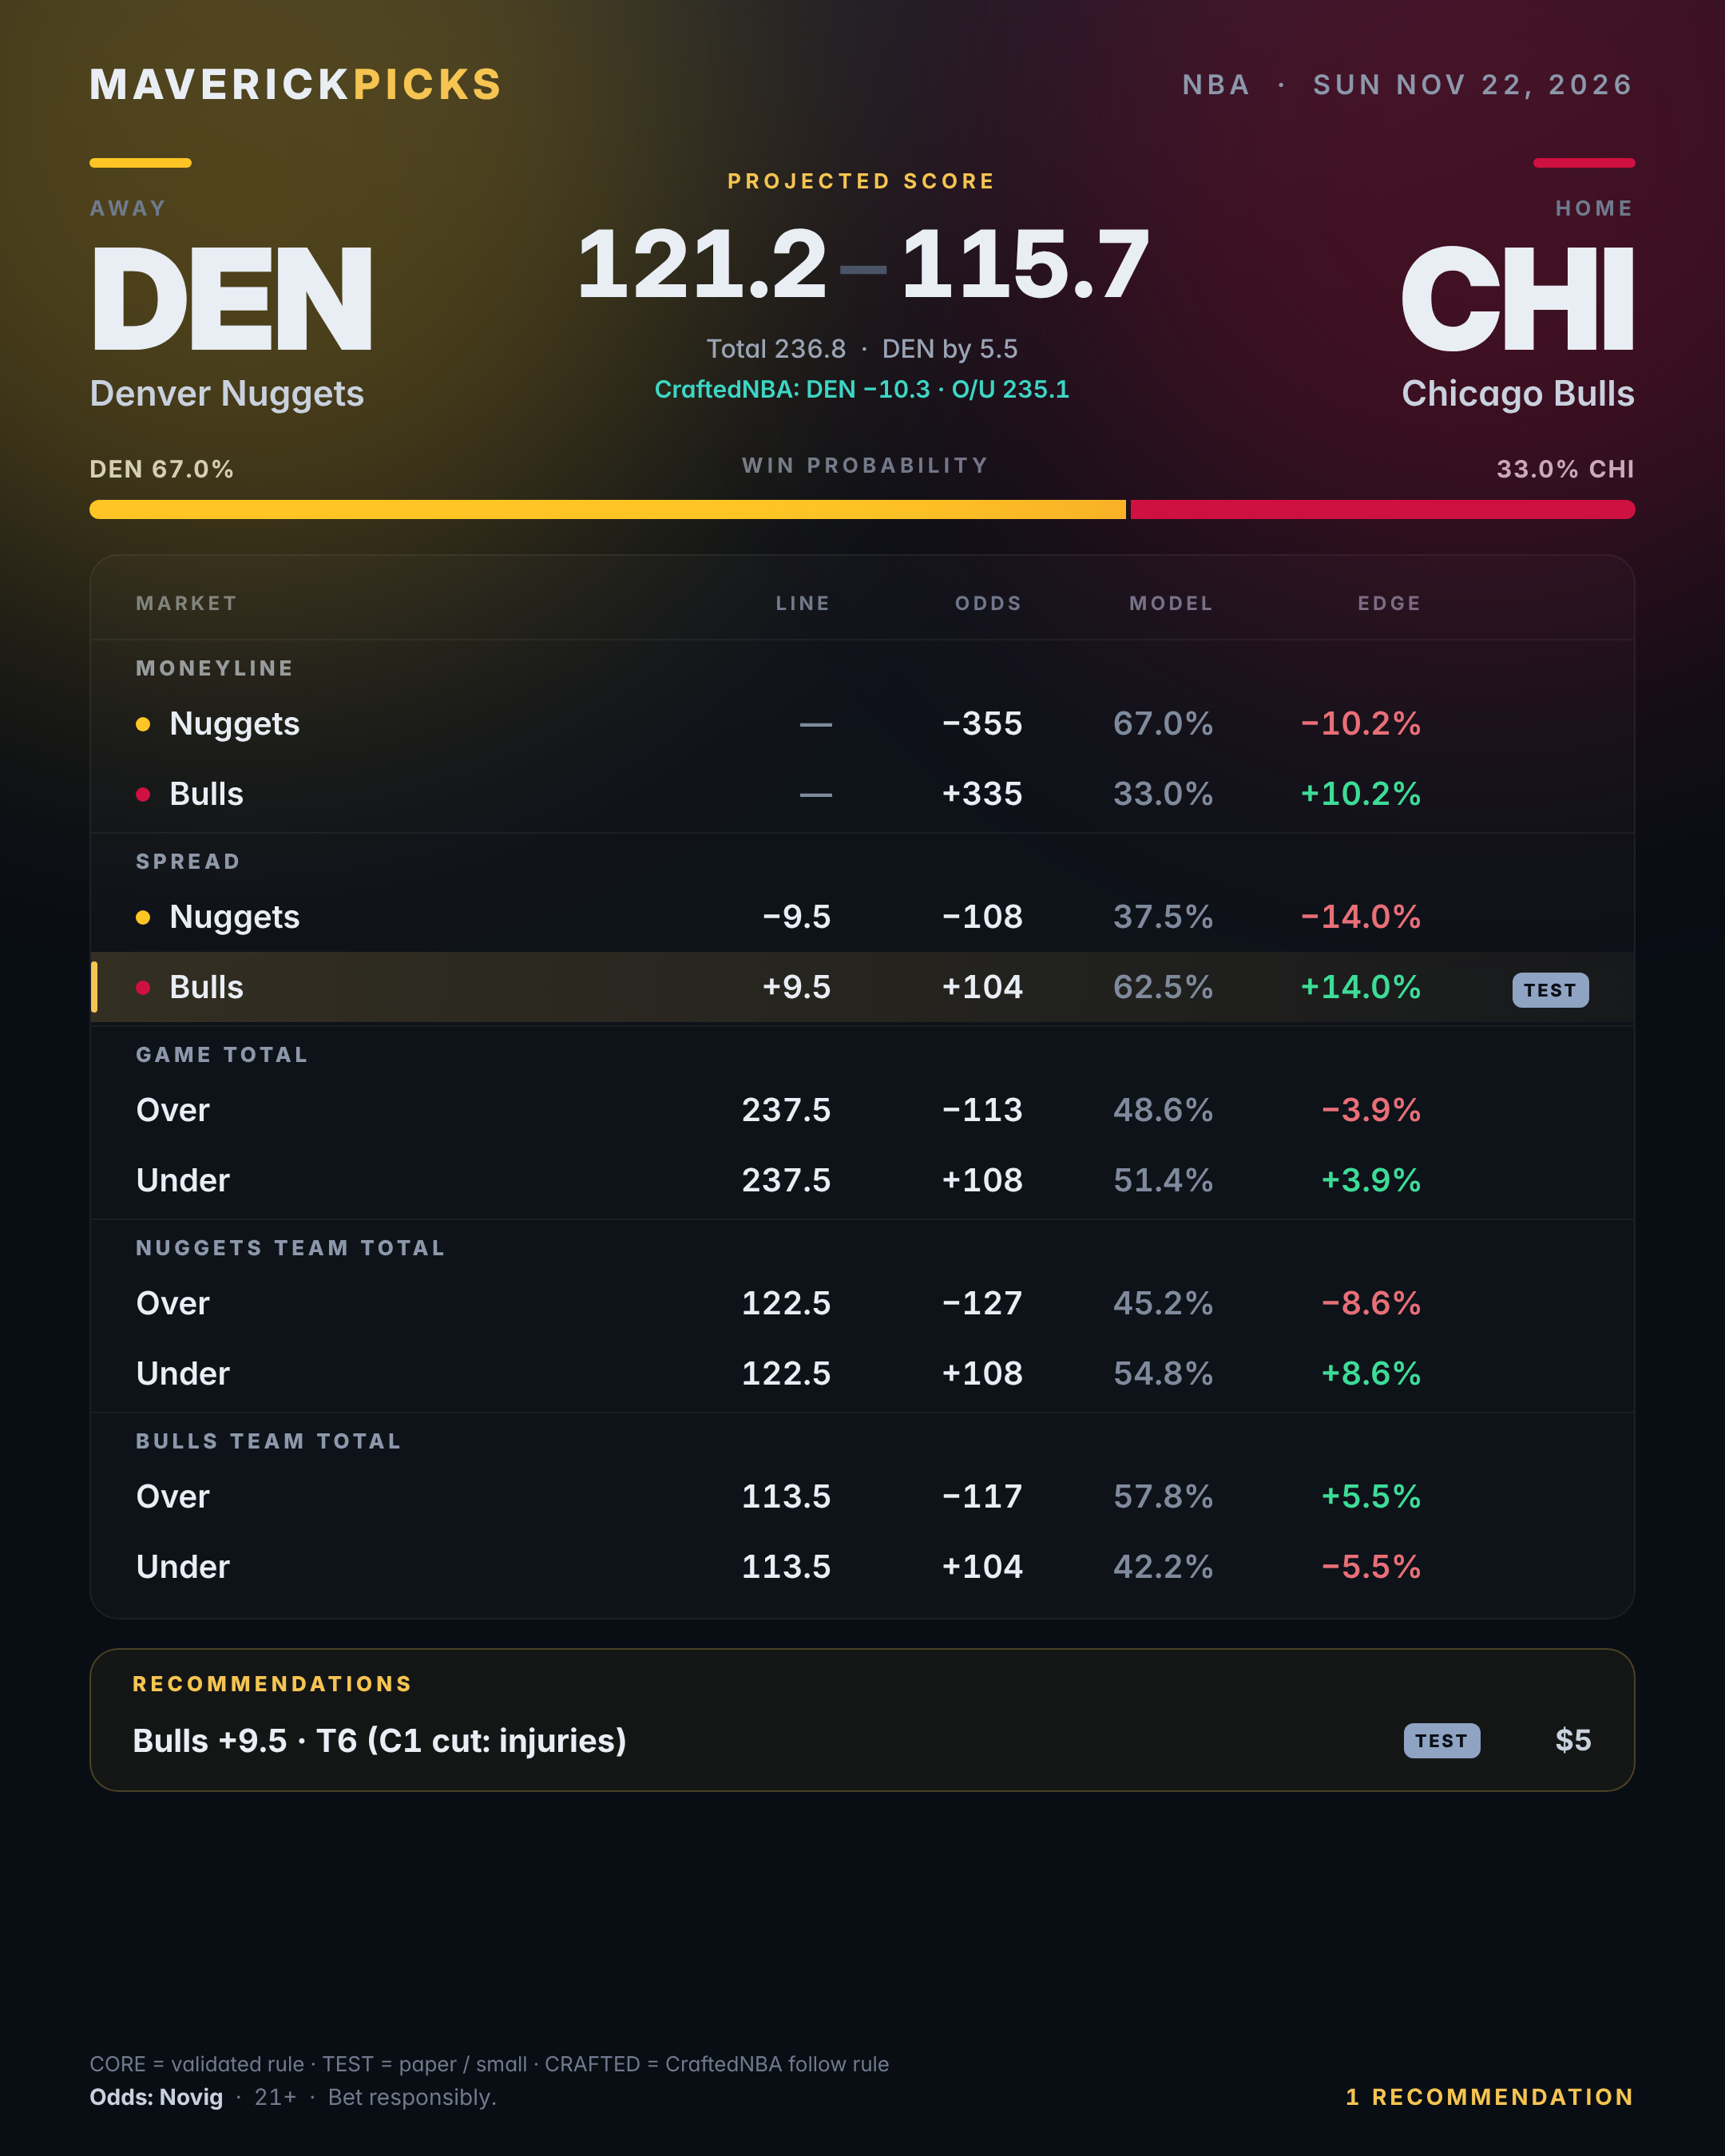 MAVERICKPICKS
NBA · SUN NOV 22, 2026
AWAY
DEN
Denver Nuggets
PROJECTED SCORE
121.2–115.7
Total 236.8 · DEN by 5.5
CraftedNBA: DEN −10.3 · O/U 235.1
HOME
CHI
Chicago Bulls
DEN 67.0% WIN PROBABILITY 33.0% CHI
MARKET LINE ODDS MODEL EDGE
MONEYLINE
Nuggets — −355 67.0% −10.2%
Bulls — +335 33.0% +10.2%
SPREAD
Nuggets −9.5 −108 37.5% −14.0%
Bulls +9.5 +104 62.5% +14.0% TEST
GAME TOTAL
Over 237.5 −113 48.6% −3.9%
Under 237.5 +108 51.4% +3.9%
NUGGETS TEAM TOTAL
Over 122.5 −127 45.2% −8.6%
Under 122.5 +108 54.8% +8.6%
BULLS TEAM TOTAL
Over 113.5 −117 57.8% +5.5%
Under 113.5 +104 42.2% −5.5%
RECOMMENDATIONS
Bulls +9.5 · T6 (C1 cut: injuries) TEST $5
CORE = validated rule · TEST = paper / small · CRAFTED = CraftedNBA follow rule
Odds: Novig · 21+ · Bet responsibly.
1 RECOMMENDATION